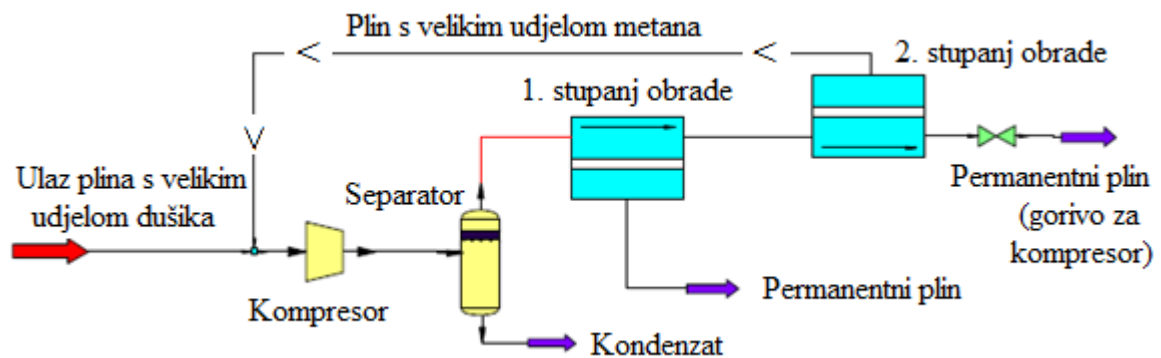 Plin s velikim udjelom metana
2. stupanj obrade
1. stupanj obrade
Ulaz plina s velikim
udjelom dušika
Separator
Permanentni plin
(gorivo za
kompresor)
Kompresor
Permanentni plin
Kondenzat